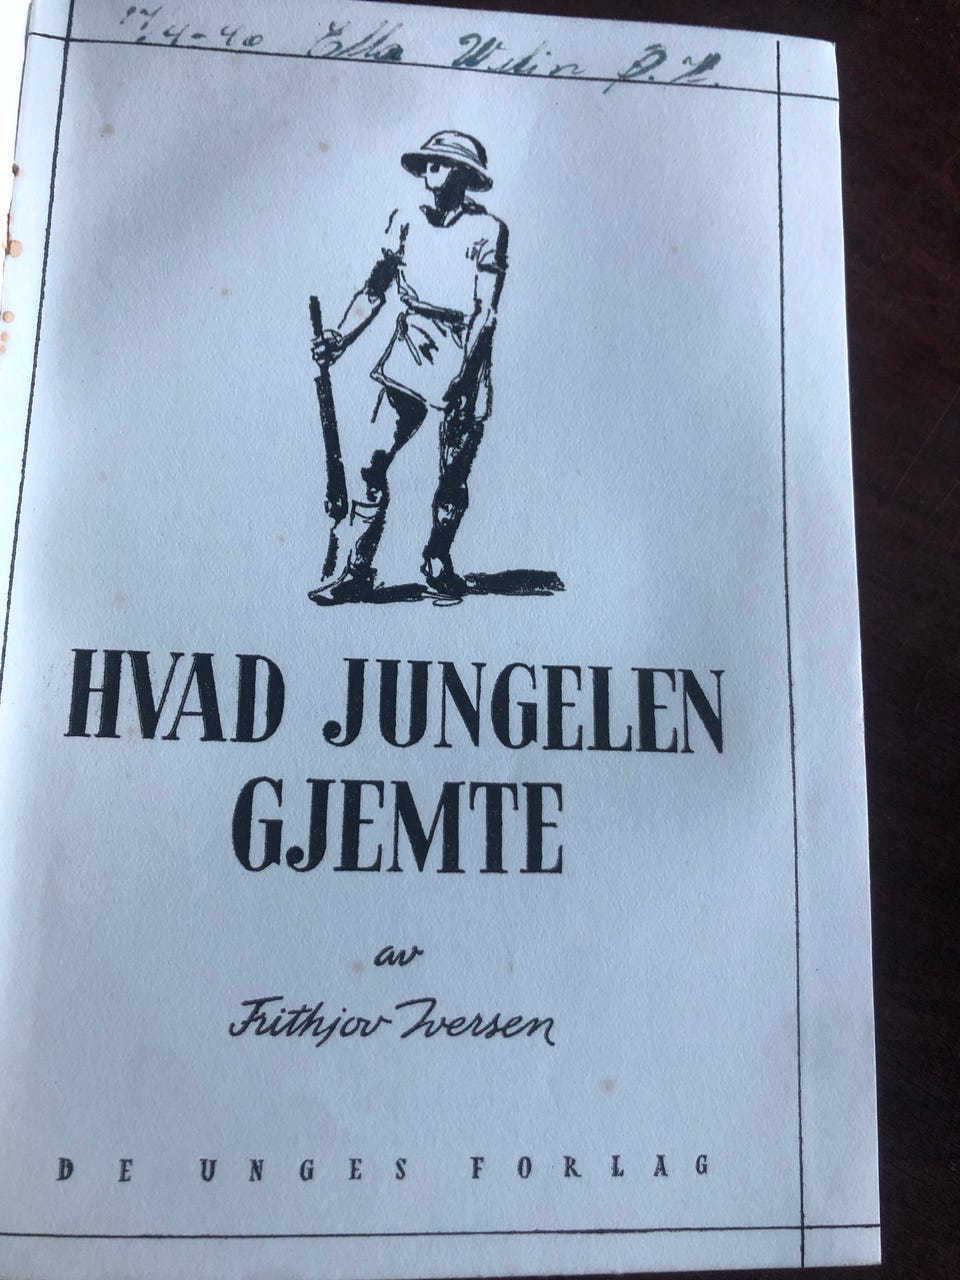 17/4-40 Ella
HVAD JUNGELEN
GJEMTE
av
Frithjov Iversen
DE UNGES FORLAG